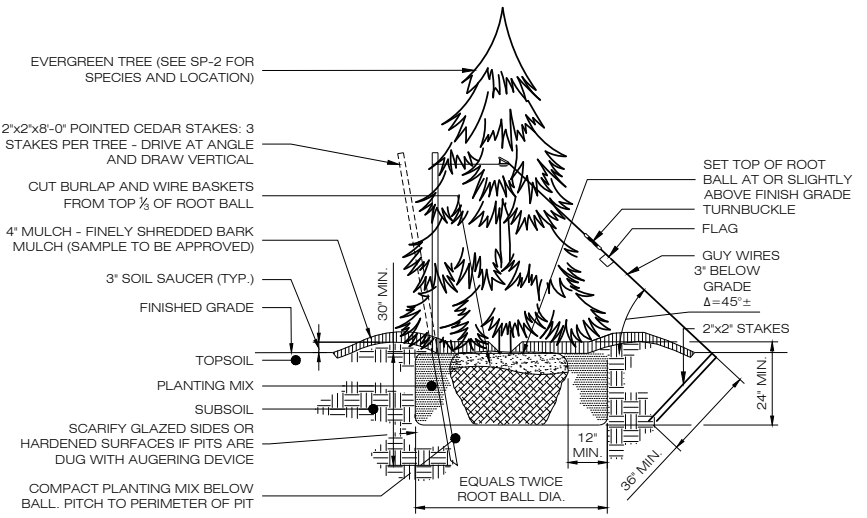 EVERGREEN TREE (SEE SP-2 FOR
SPECIES AND LOCATION)
2"x2"x8'-0" POINTED CEDAR STAKES: 3
STAKES PER TREE - DRIVE AT ANGLE
AND DRAW VERTICAL
CUT BURLAP AND WIRE BASKETS
FROM TOP ⅓ OF ROOT BALL
4" MULCH - FINELY SHREDDED BARK
MULCH (SAMPLE TO BE APPROVED)
3" SOIL SAUCER (TYP.)
FINISHED GRADE
TOPSOIL
PLANTING MIX
SUBSOIL
SCARIFY GLAZED SIDES OR
HARDENED SURFACES IF PITS ARE
DUG WITH AUGERING DEVICE
COMPACT PLANTING MIX BELOW
BALL. PITCH TO PERIMETER OF PIT
30" MIN.
SET TOP OF ROOT
BALL AT OR SLIGHTLY
ABOVE FINISH GRADE
TURNBUCKLE
FLAG
GUY WIRES
3" BELOW
GRADE
Δ=45°±
2"x2" STAKES
24" MIN.
36" MIN.
12"
MIN.
EQUALS TWICE
ROOT BALL DIA.